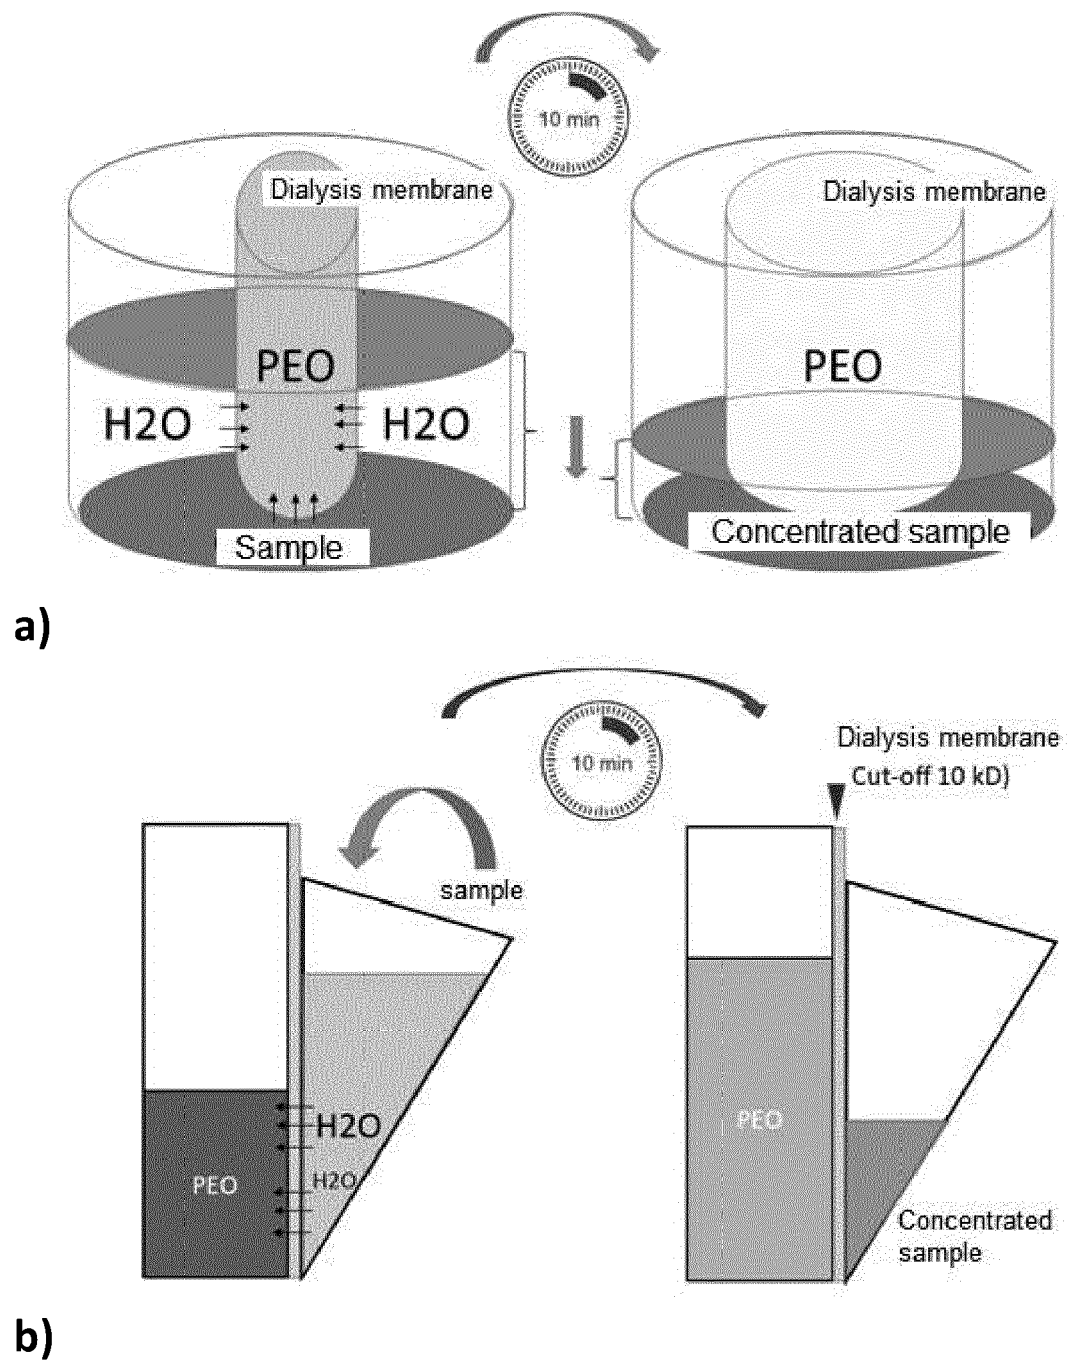 10 min
Dialysis membrane
Dialysis membrane
PEO
PEO
H2O
H2O
Sample
Concentrated sample
a)
10 min
Dialysis membrane
Cut-off 10 kD)
sample
H2O
PEO
H2O
PEO
Concentrated
sample
b)